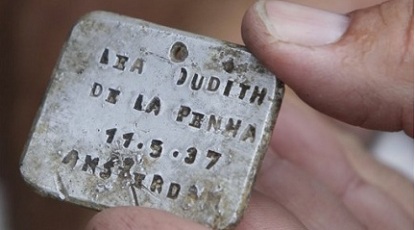 LEA JUDITH
DE LA PENHA
11.5.37
AMSTERDAM